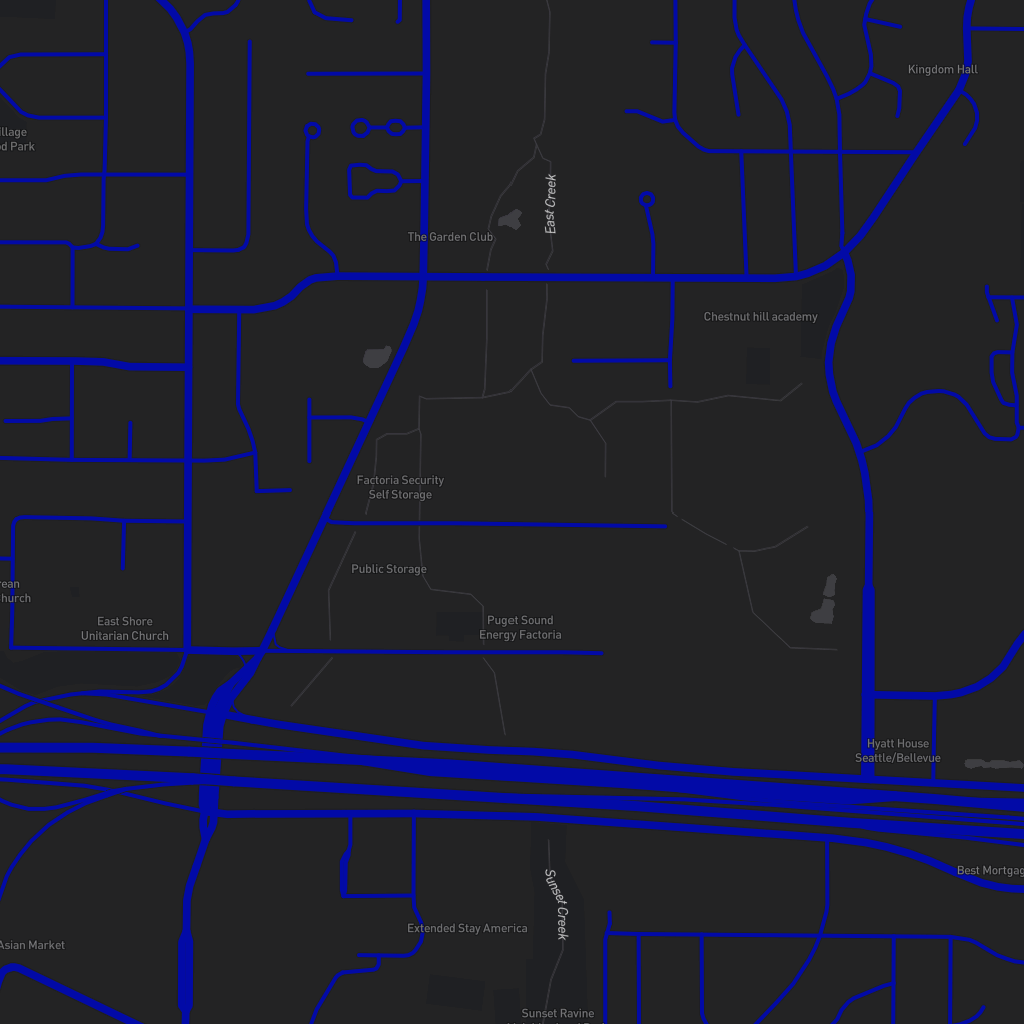 Kingdom Hall
illage
od Park
East Creek
The Garden Club
Chestnut hill academy
Factoria Security
Self Storage
Public Storage
rean
hurch
East Shore
Unitarian Church
Puget Sound
Energy Factoria
Hyatt House
Seattle/Bellevue
Best Mortgag
Sunset Creek
Extended Stay America
Asian Market
Sunset Ravine